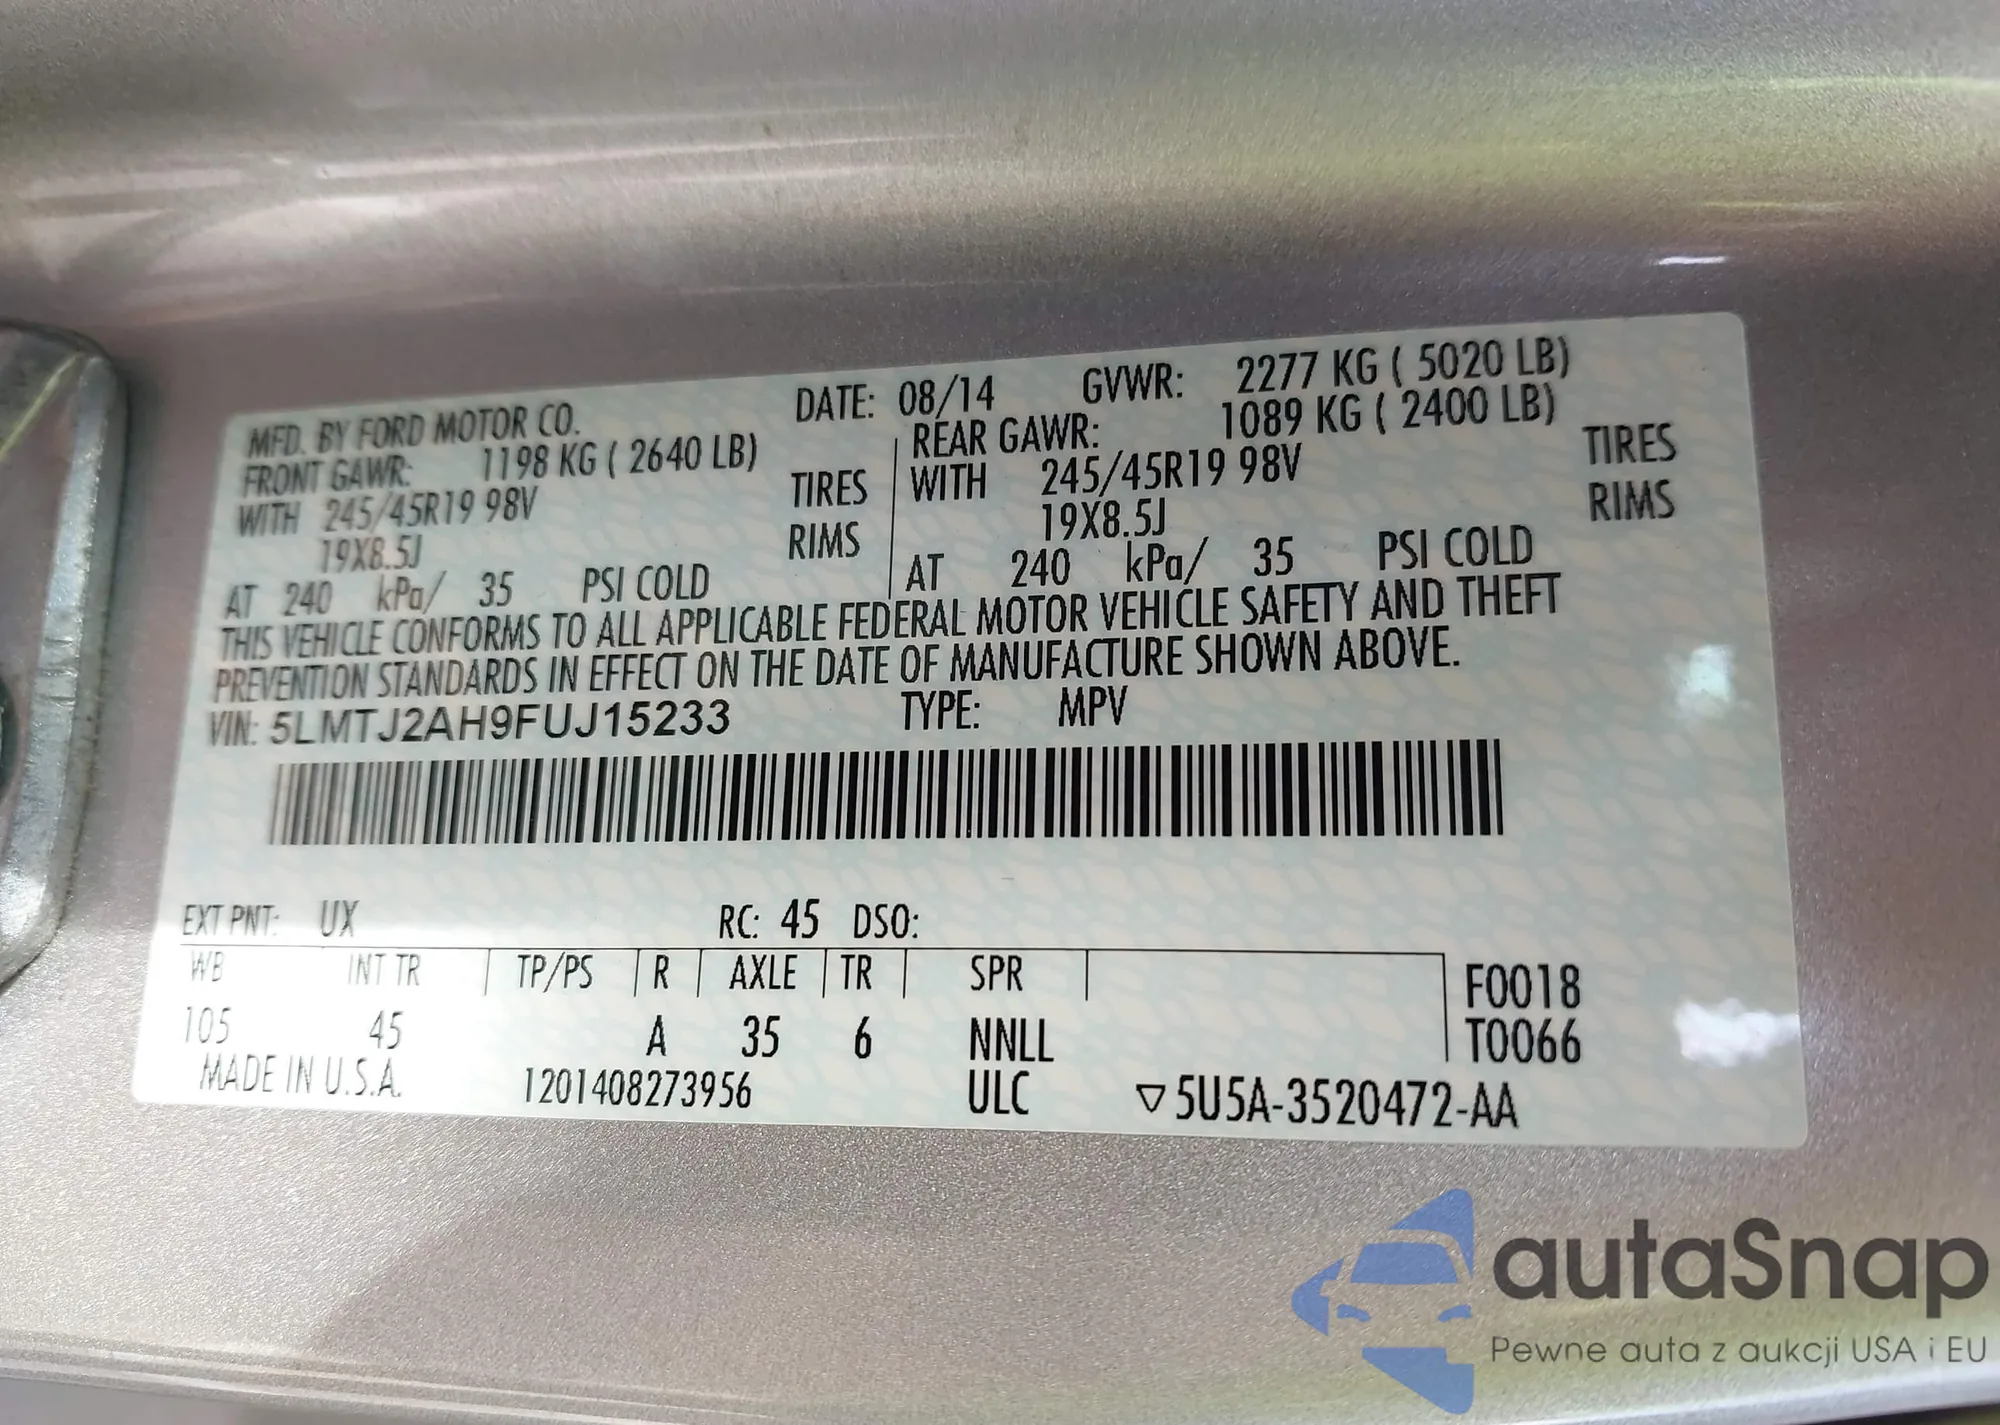 MFD. BY FORD MOTOR CO. DATE: 08/14 GVWR: 2277 KG ( 5020 LB)
FRONT GAWR: 1198 KG ( 2640 LB) REAR GAWR: 1089 KG ( 2400 LB)
WITH 245/45R19 98V TIRES WITH 245/45R19 98V TIRES
19X8.5J RIMS 19X8.5J RIMS
AT 240 kPa/ 35 PSI COLD AT 240 kPa/ 35 PSI COLD
THIS VEHICLE CONFORMS TO ALL APPLICABLE FEDERAL MOTOR VEHICLE SAFETY AND THEFT
PREVENTION STANDARDS IN EFFECT ON THE DATE OF MANUFACTURE SHOWN ABOVE.
VIN: 5LMTJ2AH9FUJ15233 TYPE: MPV
EXT PNT: UX RC: 45 DSO:
WB INT TR TP/PS R AXLE TR SPR F0018
105 45 A 35 6 NNLL T0066
MADE IN U.S.A. 1201408273956 ULC ▽5U5A-3520472-AA
autaSnap
Pewne auta z aukcji USA i EU